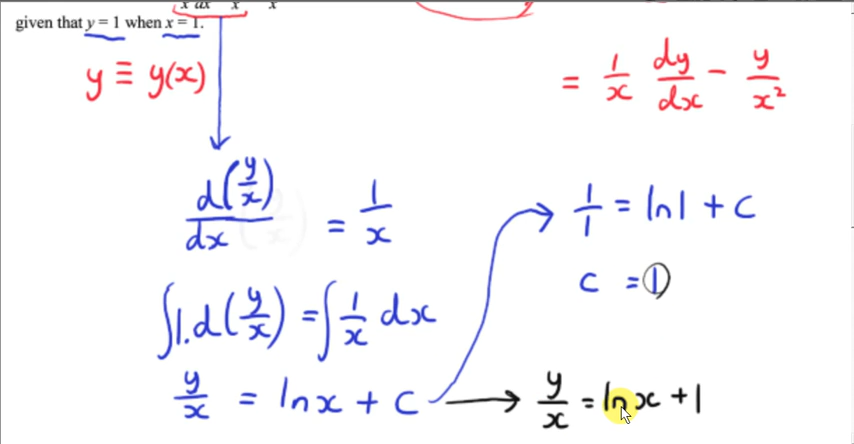 x dx x x
given that y = 1 when x = 1.
y ≡ y(x)
= 1/x dy/dx − y/x²
d(y/x)/dx = 1/x
1/1 = ln1 + c
c = 1
∫1.d(y/x) = ∫1/x dx
y/x = lnx + c → y/x = lnx + 1